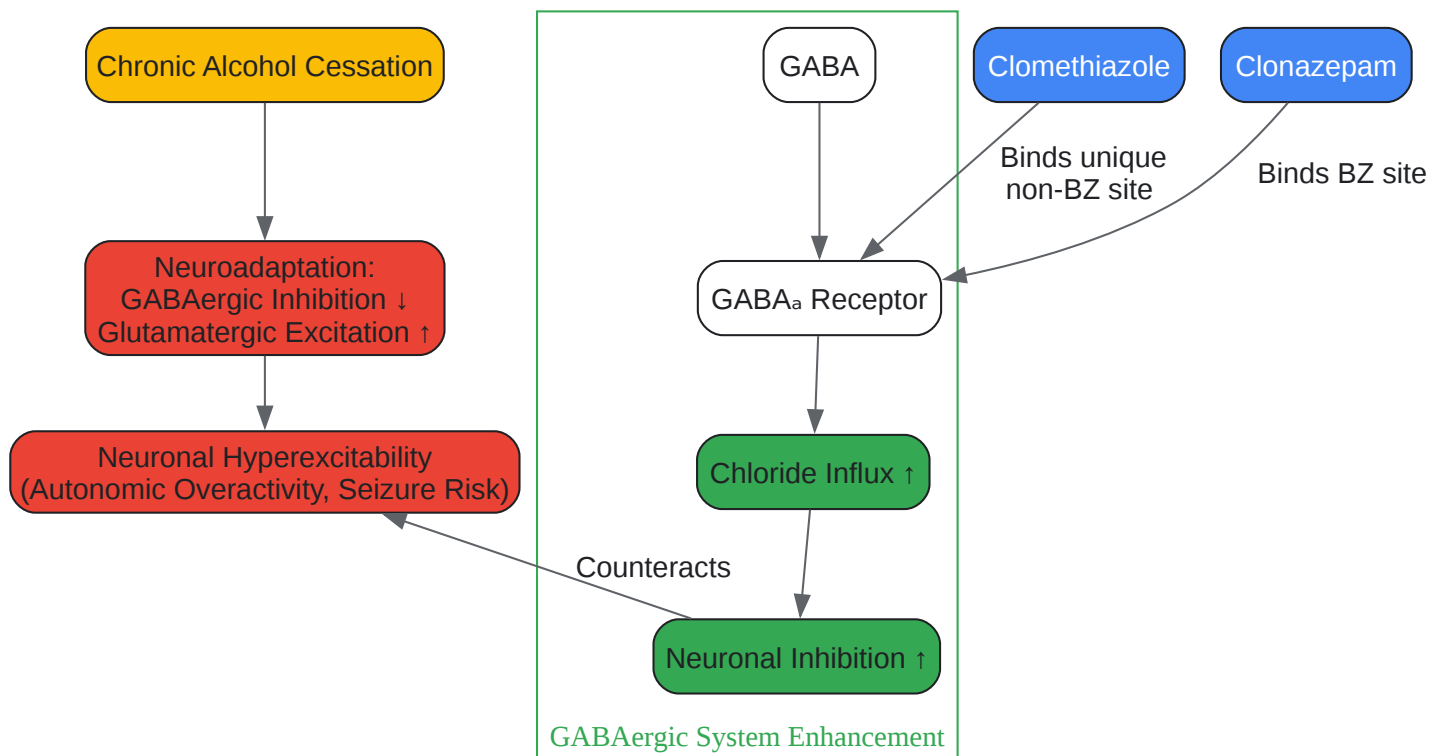 Chronic Alcohol Cessation
GABA
Clomethiazole
Clonazepam
Binds unique
non-BZ site
Binds BZ site
Neuroadaptation:
GABAergic Inhibition ↓
Glutamatergic Excitation ↑
GABAₐ Receptor
Neuronal Hyperexcitability
(Autonomic Overactivity, Seizure Risk)
Chloride Influx ↑
Counteracts
Neuronal Inhibition ↑
GABAergic System Enhancement